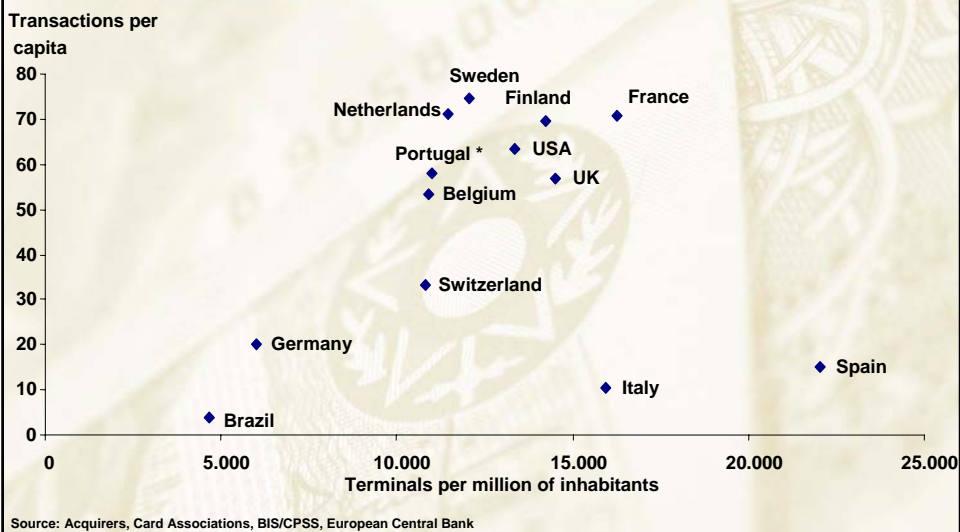 Transactions per
capita
80
Sweden
Netherlands
Finland
France
70
Portugal *
USA
60
UK
Belgium
50
40
Switzerland
30
Germany
20
Spain
10
Italy
Brazil
0
0 5.000 10.000 15.000 20.000 25.000
Terminals per million of inhabitants
Source: Acquirers, Card Associations, BIS/CPSS, European Central Bank